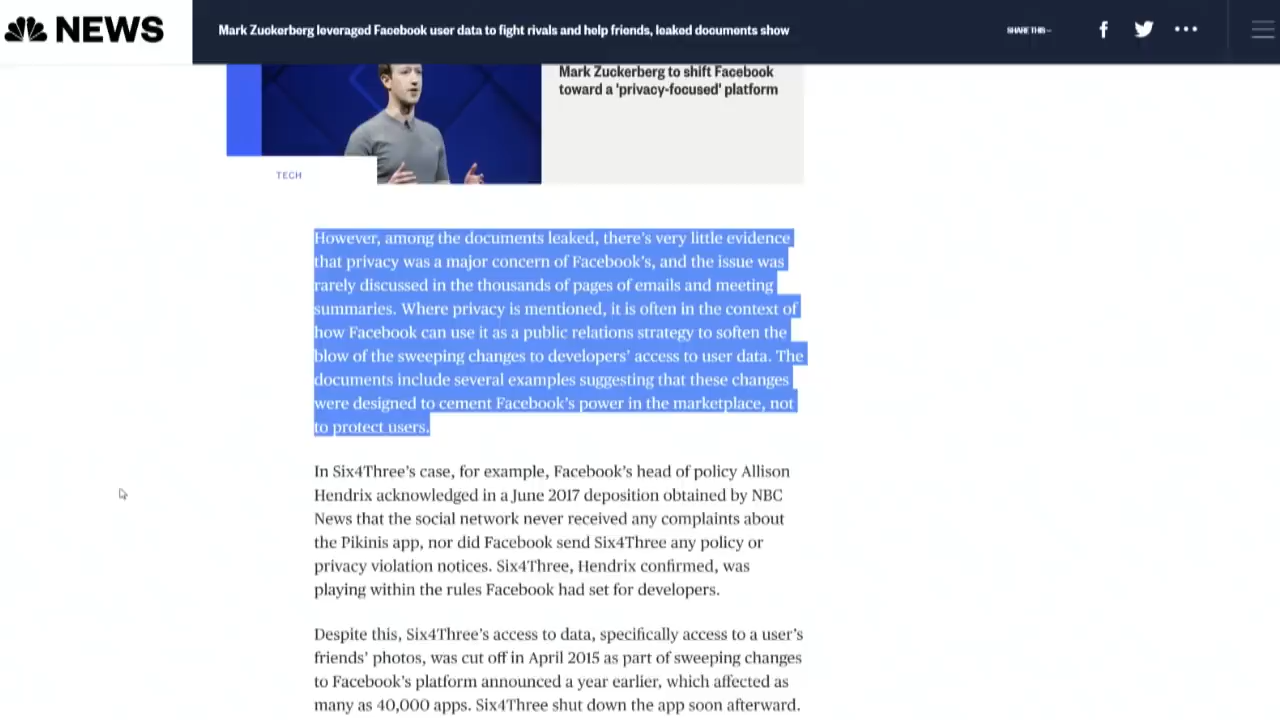 NEWS
Mark Zuckerberg leveraged Facebook user data to fight rivals and help friends, leaked documents show
SHARE THIS —
Mark Zuckerberg to shift Facebook
toward a 'privacy-focused' platform
TECH
However, among the documents leaked, there's very little evidence
that privacy was a major concern of Facebook's, and the issue was
rarely discussed in the thousands of pages of emails and meeting
summaries. Where privacy is mentioned, it is often in the context of
how Facebook can use it as a public relations strategy to soften the
blow of the sweeping changes to developers' access to user data. The
documents include several examples suggesting that these changes
were designed to cement Facebook's power in the marketplace, not
to protect users.
In Six4Three's case, for example, Facebook's head of policy Allison
Hendrix acknowledged in a June 2017 deposition obtained by NBC
News that the social network never received any complaints about
the Pikinis app, nor did Facebook send Six4Three any policy or
privacy violation notices. Six4Three, Hendrix confirmed, was
playing within the rules Facebook had set for developers.
Despite this, Six4Three's access to data, specifically access to a user's
friends' photos, was cut off in April 2015 as part of sweeping changes
to Facebook's platform announced a year earlier, which affected as
many as 40,000 apps. Six4Three shut down the app soon afterward.